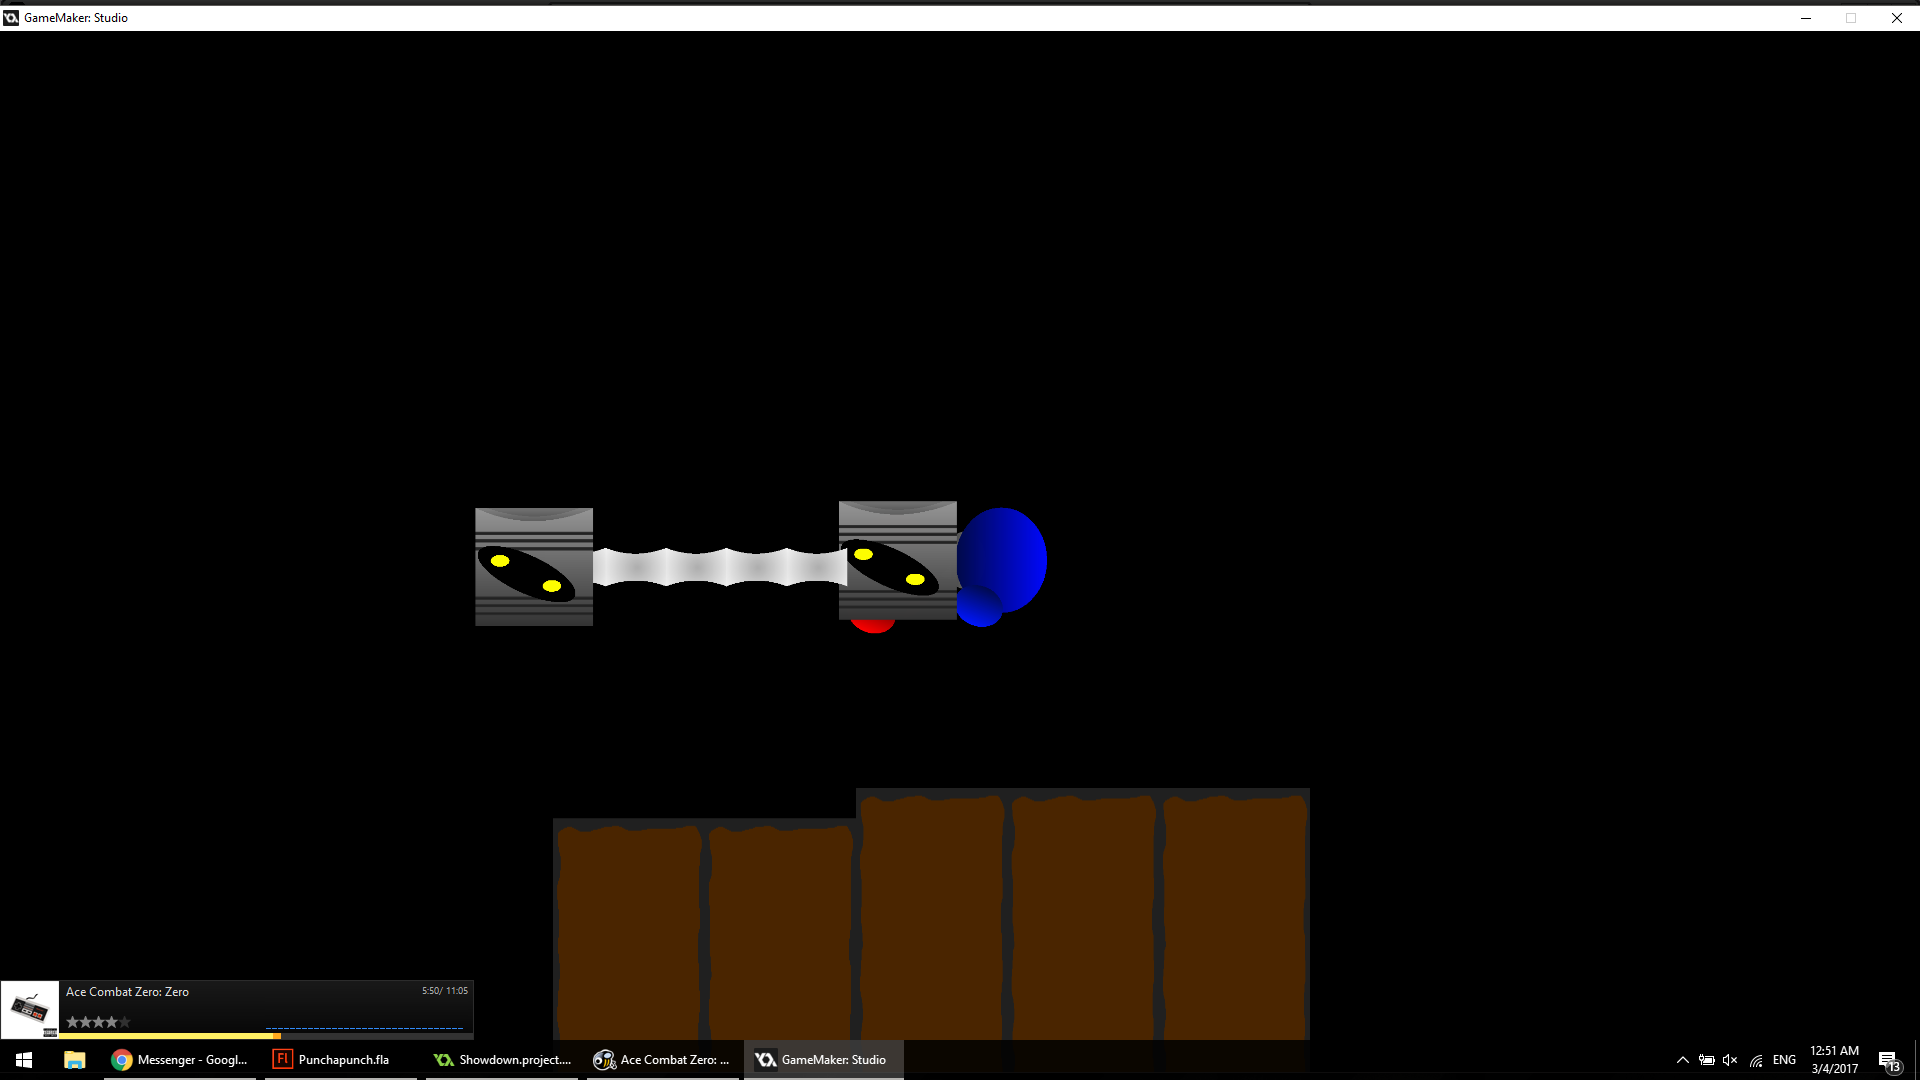 GameMaker: Studio
Ace Combat Zero: Zero
5:50/ 11:05
Messenger - Googl...
Fl
Punchapunch.fla
Showdown.project....
Ace Combat Zero: ...
GameMaker: Studio
ENG
12:51 AM
3/4/2017
13